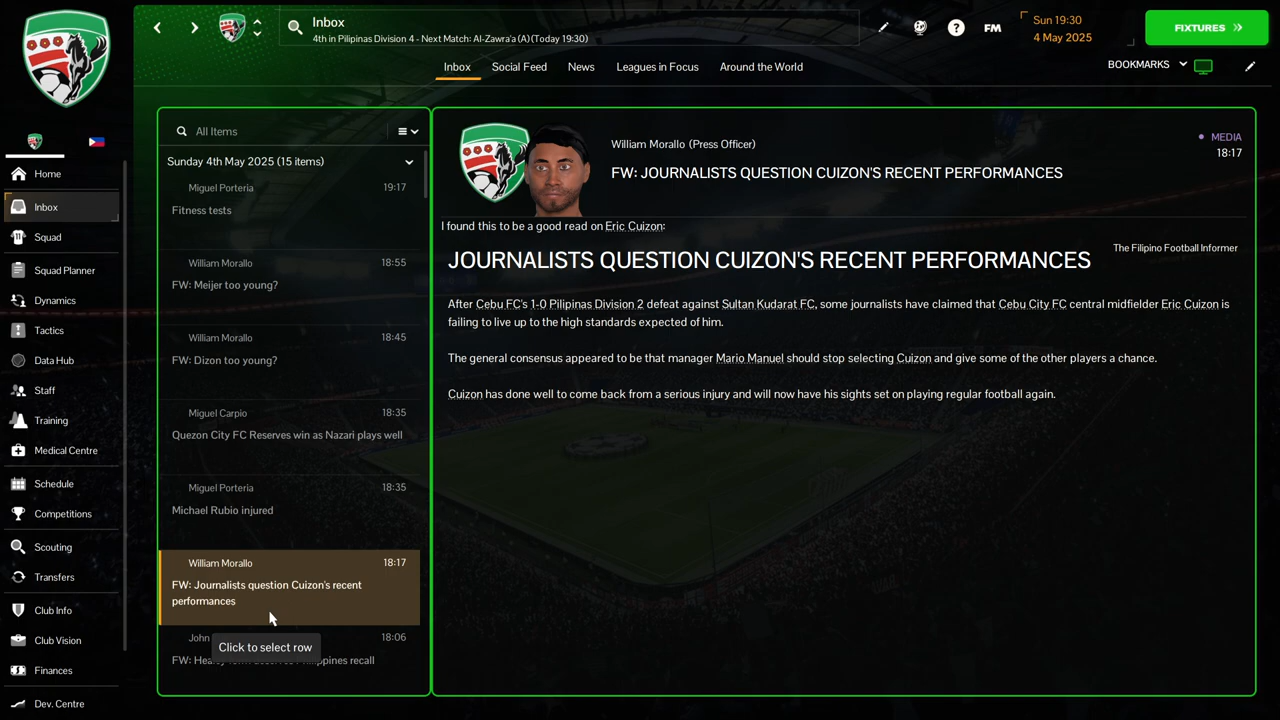 Inbox
4th in Pilipinas Division 4 - Next Match: Al-Zawra'a (A) (Today 19:30)
?
FM
Sun 19:30
4 May 2025
FIXTURES
Inbox
Social Feed
News
Leagues in Focus
Around the World
BOOKMARKS
Home
Inbox
Squad
Squad Planner
Dynamics
Tactics
Data Hub
Staff
Training
Medical Centre
Schedule
Competitions
Scouting
Transfers
Club Info
Club Vision
Finances
Dev. Centre
All Items
Sunday 4th May 2025 (15 items)
Miguel Porteria 19:17
Fitness tests
William Morallo 18:55
FW: Meijer too young?
William Morallo 18:45
FW: Dizon too young?
Miguel Carpio 18:35
Quezon City FC Reserves win as Nazari plays well
Miguel Porteria 18:35
Michael Rubio injured
William Morallo 18:17
FW: Journalists question Cuizon's recent
performances
John 18:06
Click to select row
FW: recall
William Morallo (Press Officer)
FW: JOURNALISTS QUESTION CUIZON'S RECENT PERFORMANCES
MEDIA
18:17
I found this to be a good read on Eric Cuizon:
The Filipino Football Informer
JOURNALISTS QUESTION CUIZON'S RECENT PERFORMANCES
After Cebu FC's 1-0 Pilipinas Division 2 defeat against Sultan Kudarat FC, some journalists have claimed that Cebu City FC central midfielder Eric Cuizon is
failing to live up to the high standards expected of him.
The general consensus appeared to be that manager Mario Manuel should stop selecting Cuizon and give some of the other players a chance.
Cuizon has done well to come back from a serious injury and will now have his sights set on playing regular football again.